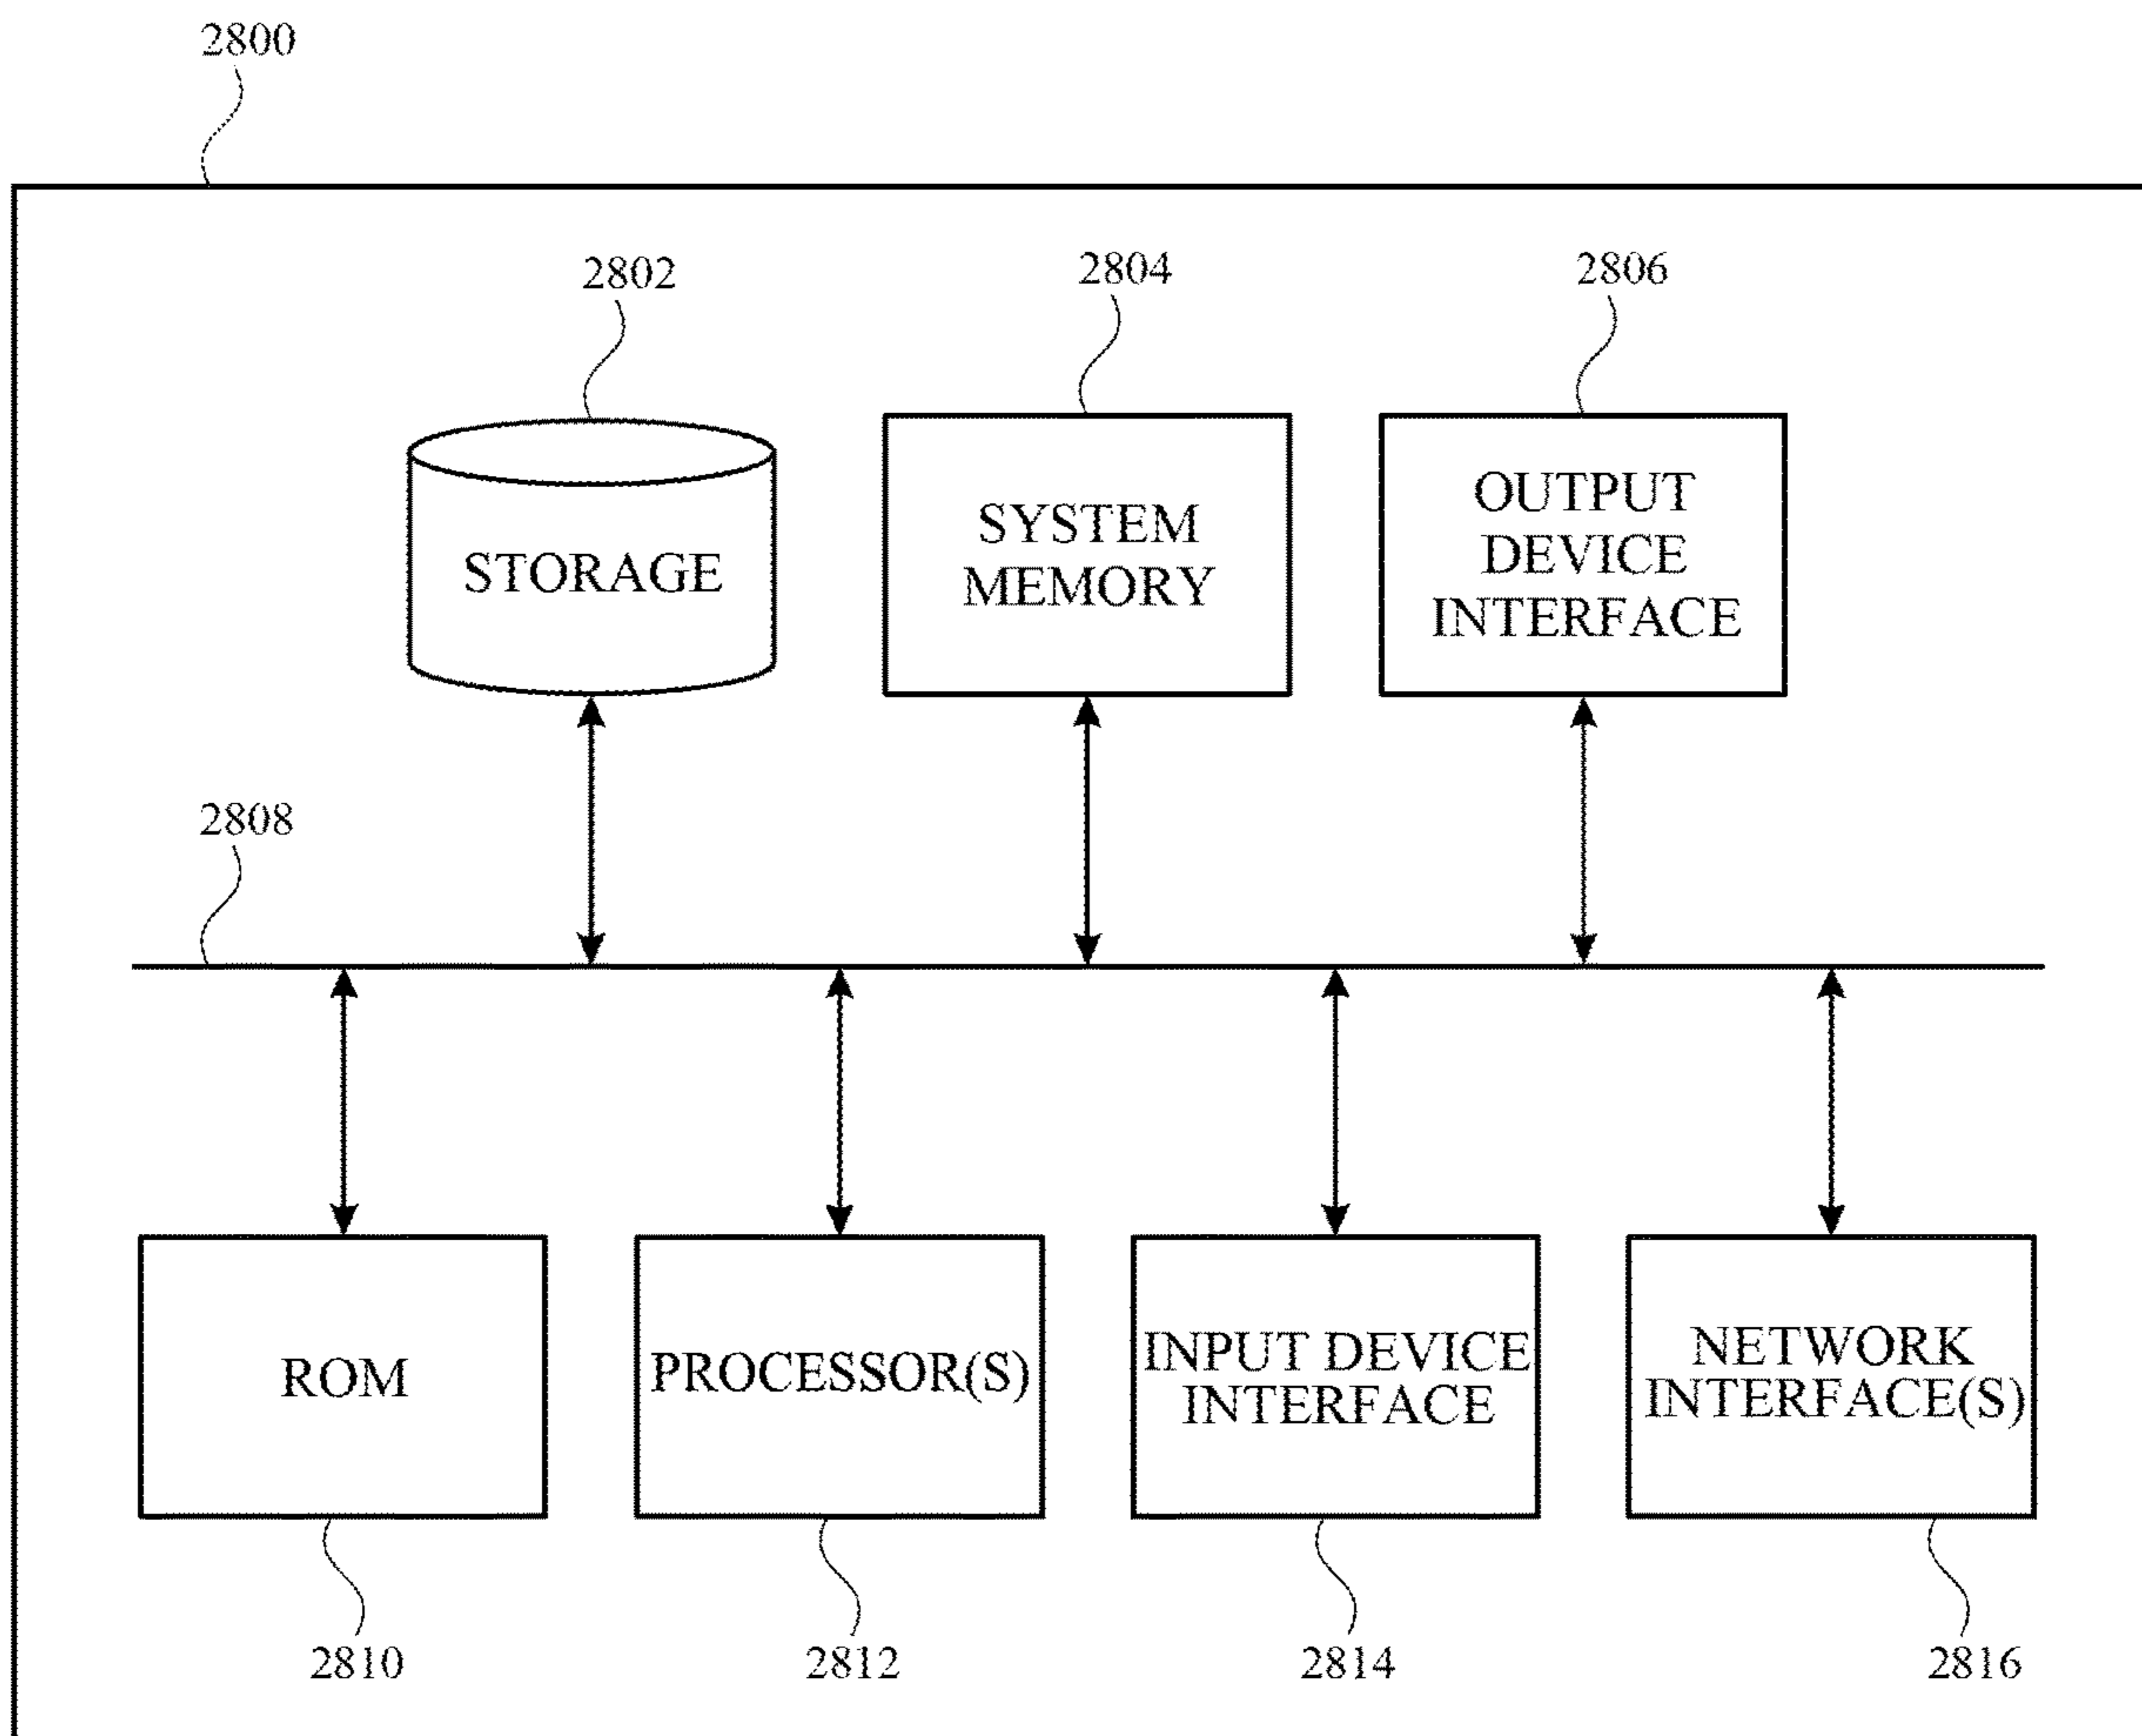 2800
2802
2804
2806
STORAGE
SYSTEM
MEMORY
OUTPUT
DEVICE
INTERFACE
2808
ROM
PROCESSOR(S)
INPUT DEVICE
INTERFACE
NETWORK
INTERFACE(S)
2810
2812
2814
2816